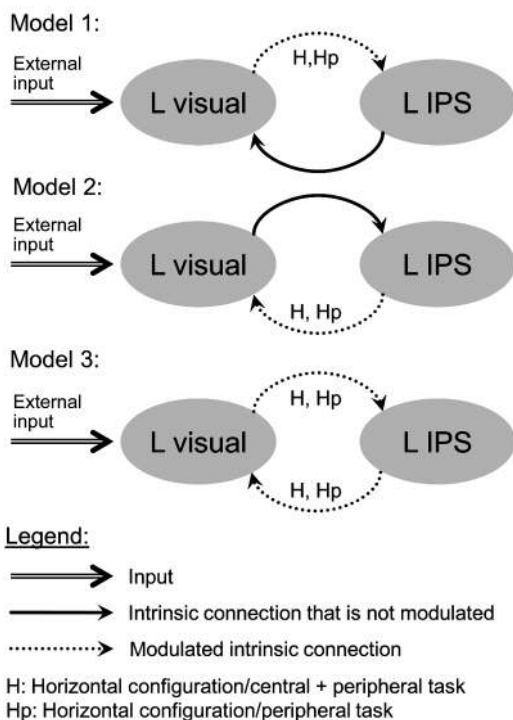 Model 1:
External
input
H,Hp
L visual
L IPS
Model 2:
External
input
L visual
L IPS
H, Hp
Model 3:
External
input
H, Hp
L visual
L IPS
H, Hp
Legend:
Input
Intrinsic connection that is not modulated
Modulated intrinsic connection
H: Horizontal configuration/central + peripheral task
Hp: Horizontal configuration/peripheral task